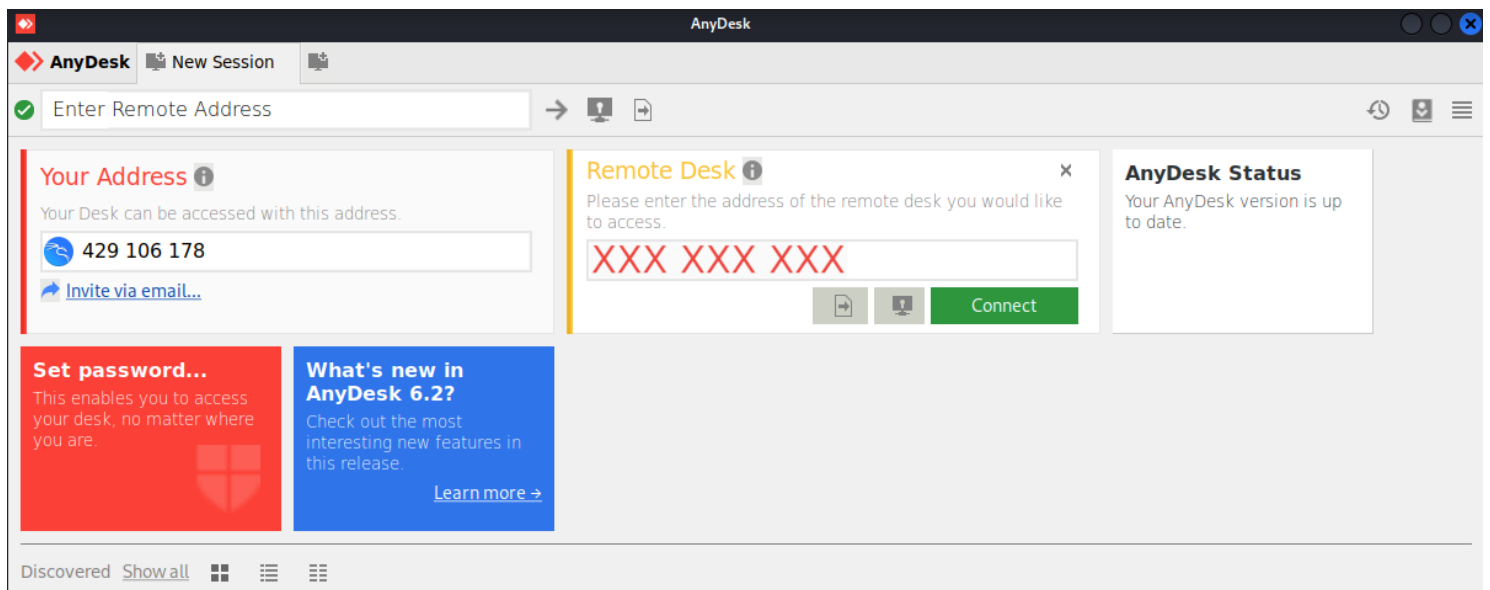 AnyDesk
AnyDesk New Session
Enter Remote Address
Your Address
Your Desk can be accessed with this address.
429 106 178
Invite via email...
Remote Desk
Please enter the address of the remote desk you would like
to access.
XXX XXX XXX
Connect
AnyDesk Status
Your AnyDesk version is up
to date.
Set password...
This enables you to access
your desk, no matter where
you are.
What's new in
AnyDesk 6.2?
Check out the most
interesting new features in
this release.
Learn more →
Discovered Show all